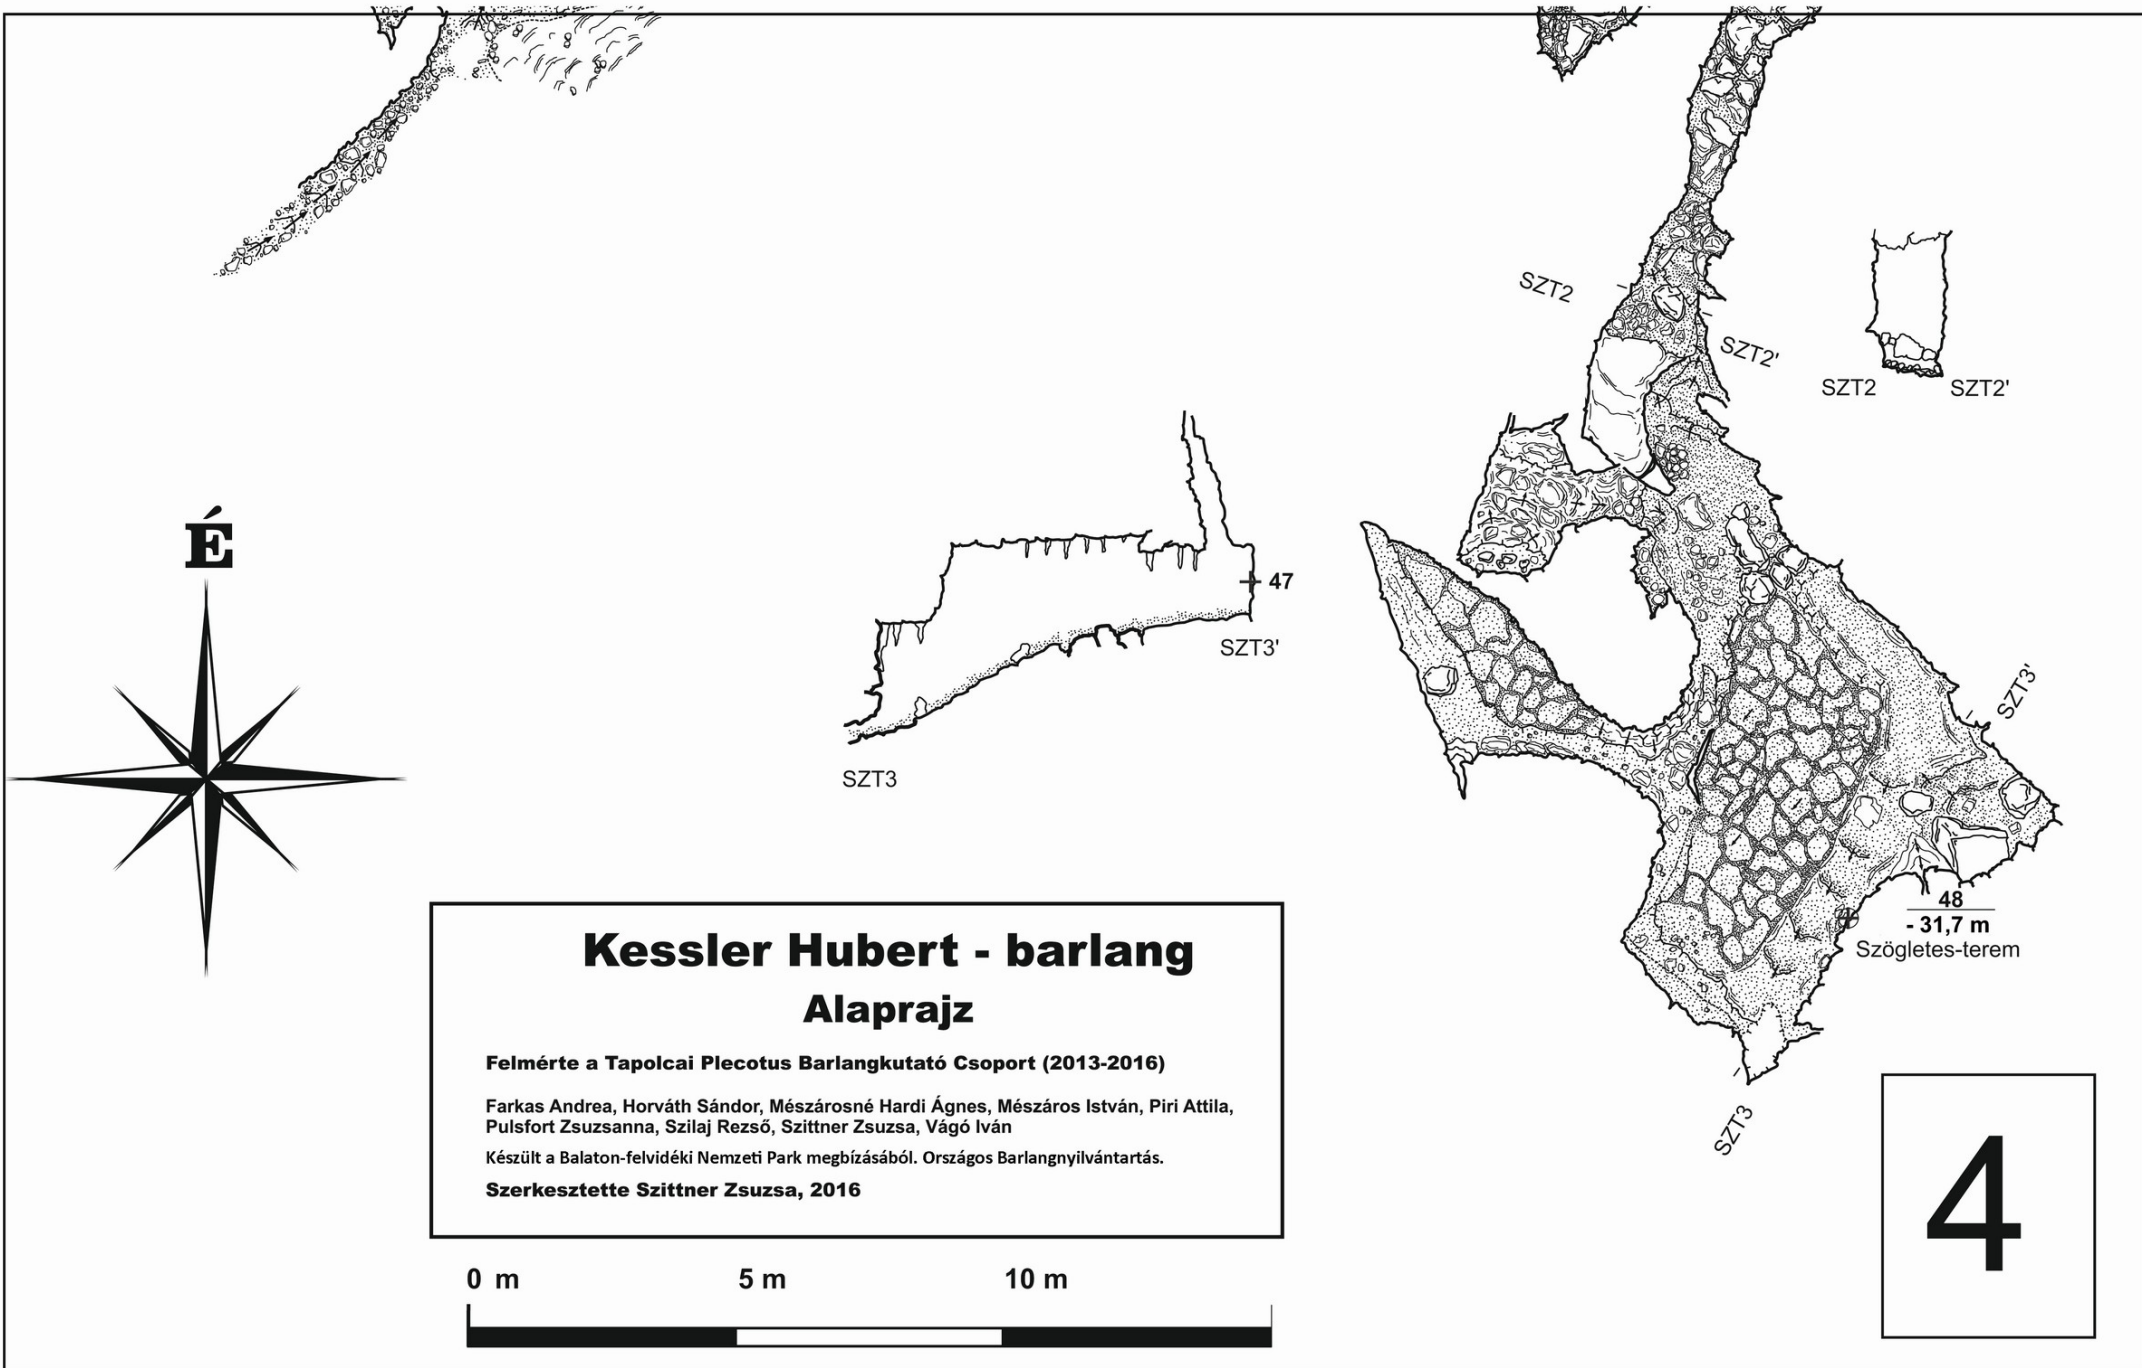 SZT2
SZT2'
SZT2
SZT2'
É
47
SZT3'
SZT3
SZT3'
48
- 31,7 m
Szögletes-terem
SZT3
Kessler Hubert - barlang
Alaprajz
Felmérte a Tapolcai Plecotus Barlangkutató Csoport (2013-2016)
Farkas Andrea, Horváth Sándor, Mészárosné Hardi Ágnes, Mészáros István, Piri Attila,
Pulsfort Zsuzsanna, Szilaj Rezső, Szittner Zsuzsa, Vágó Iván
Készült a Balaton-felvidéki Nemzeti Park megbízásából. Országos Barlangnyilvántartás.
Szerkesztette Szittner Zsuzsa, 2016
0 m 5 m 10 m
4